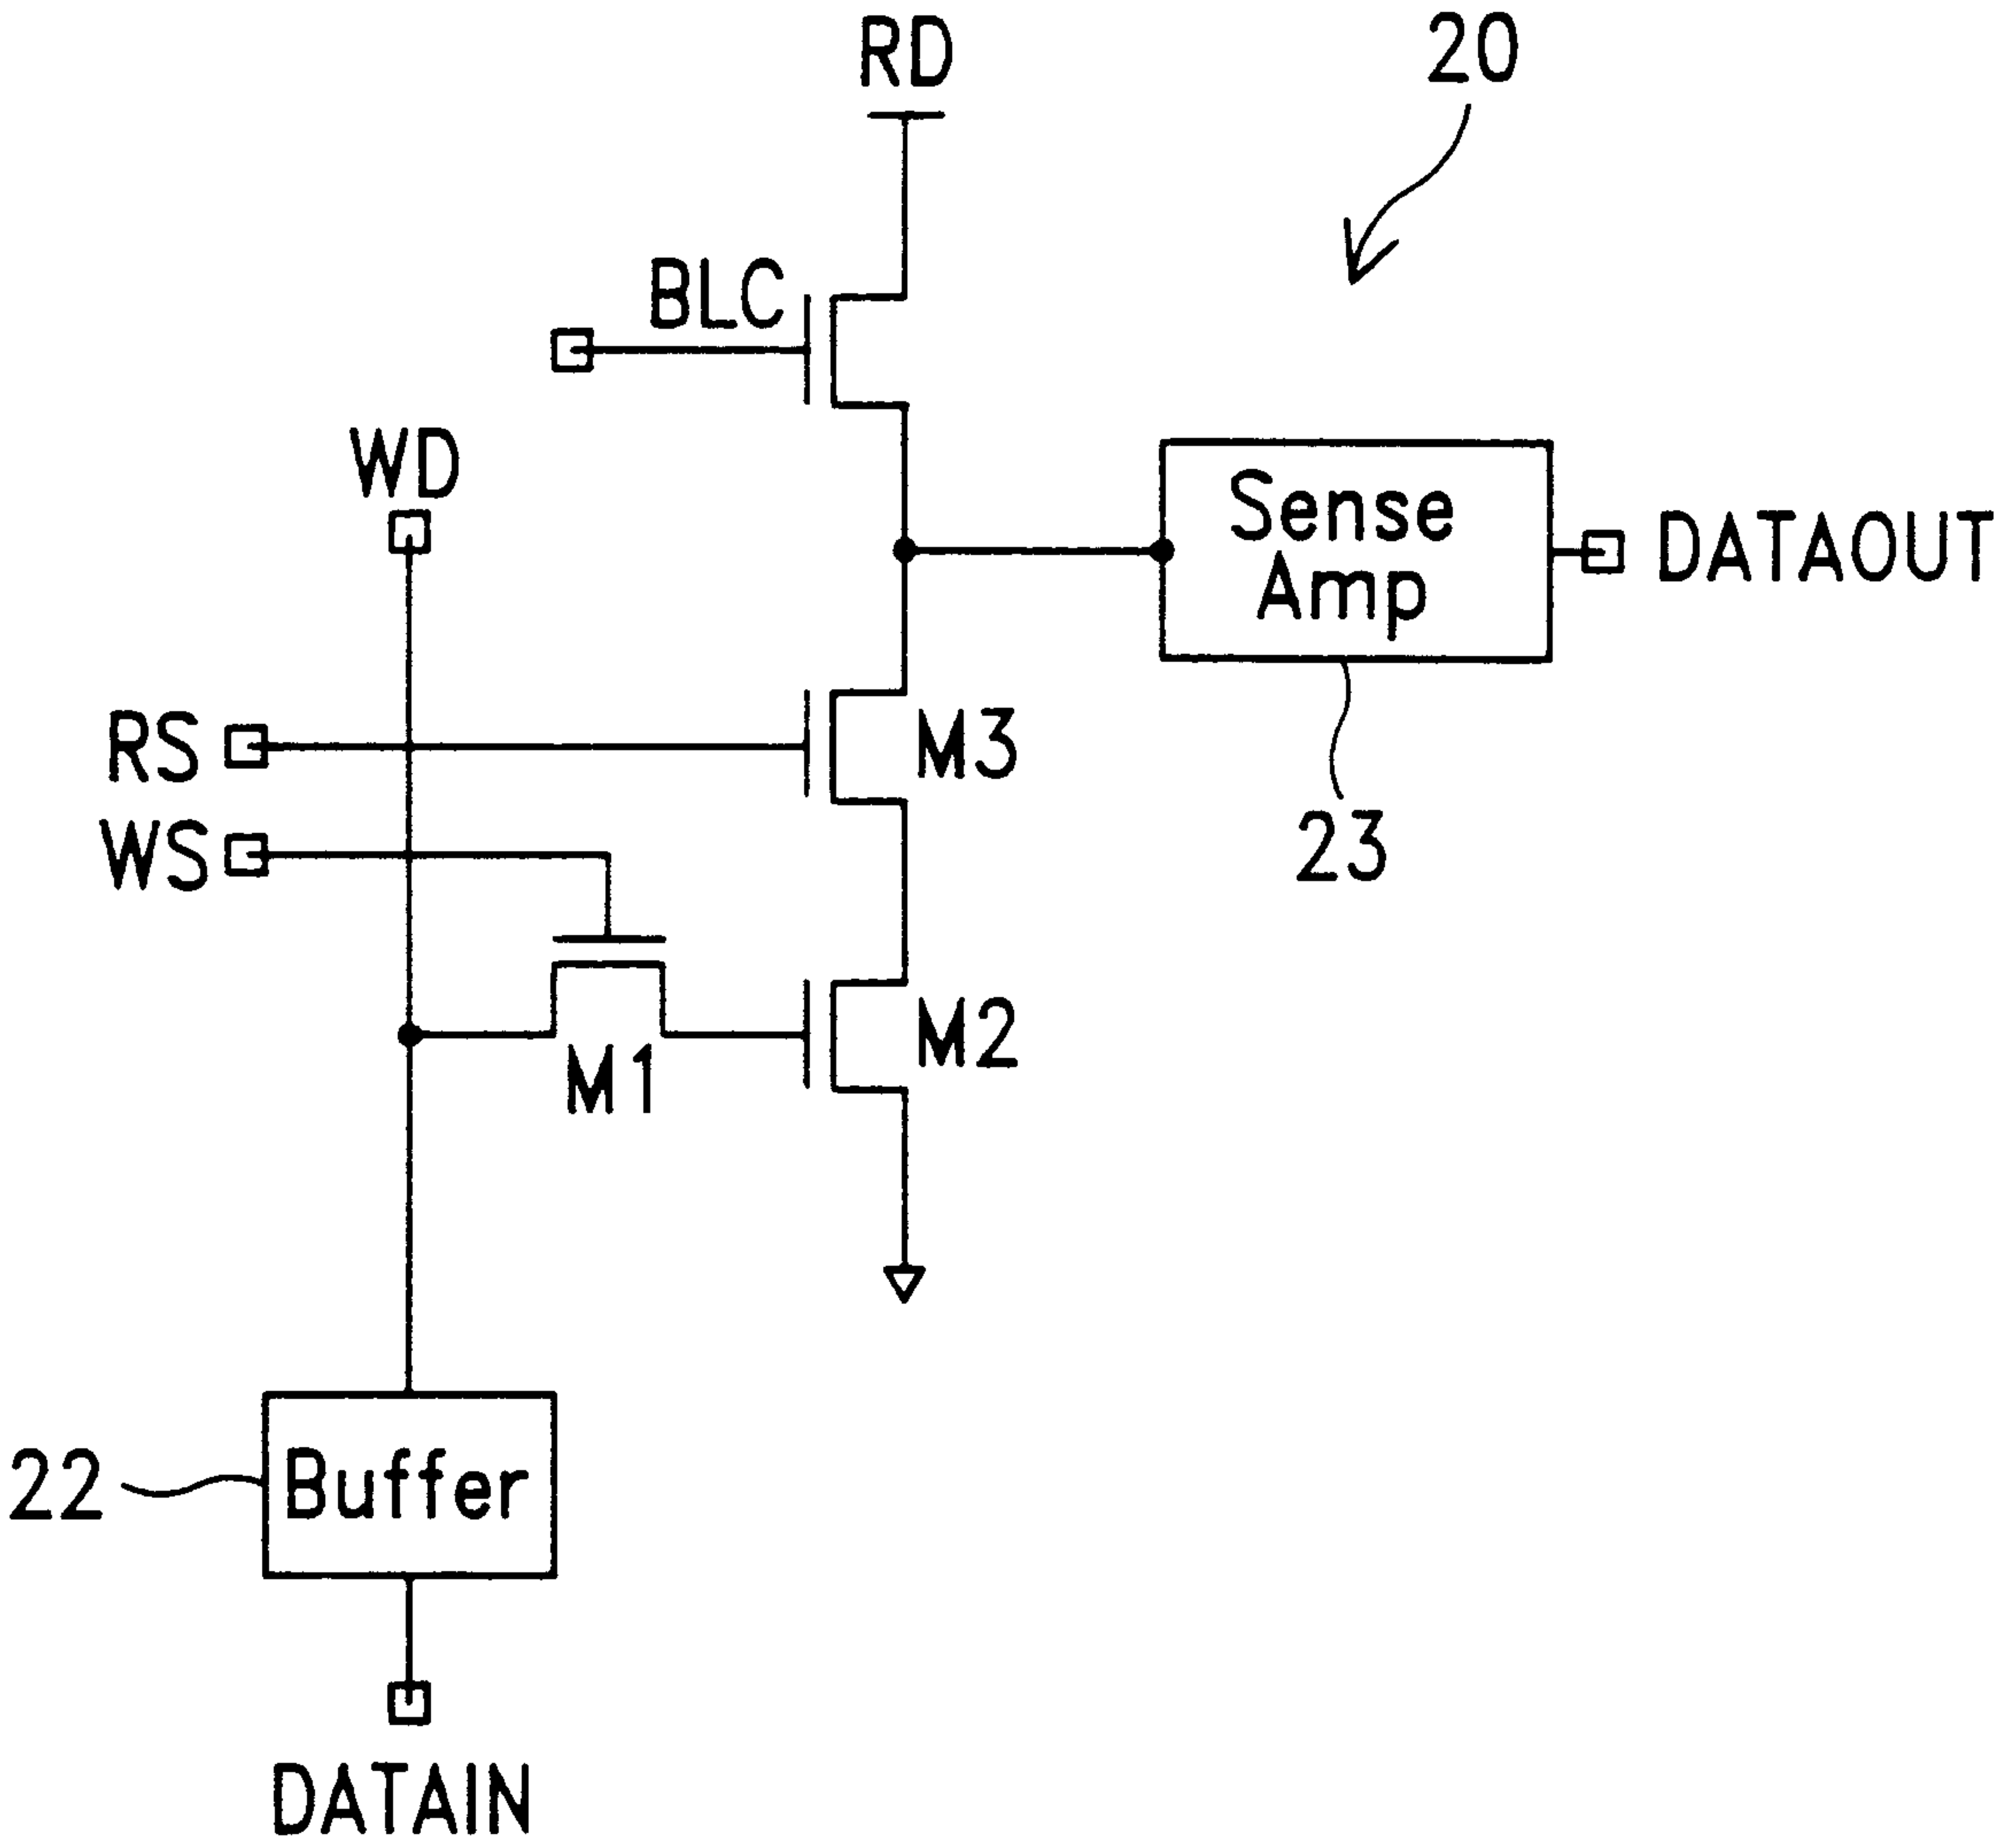 RD
20
BLC
WD
Sense
Amp
DATAOUT
RS
M3
WS
23
M1
M2
22
Buffer
DATAIN